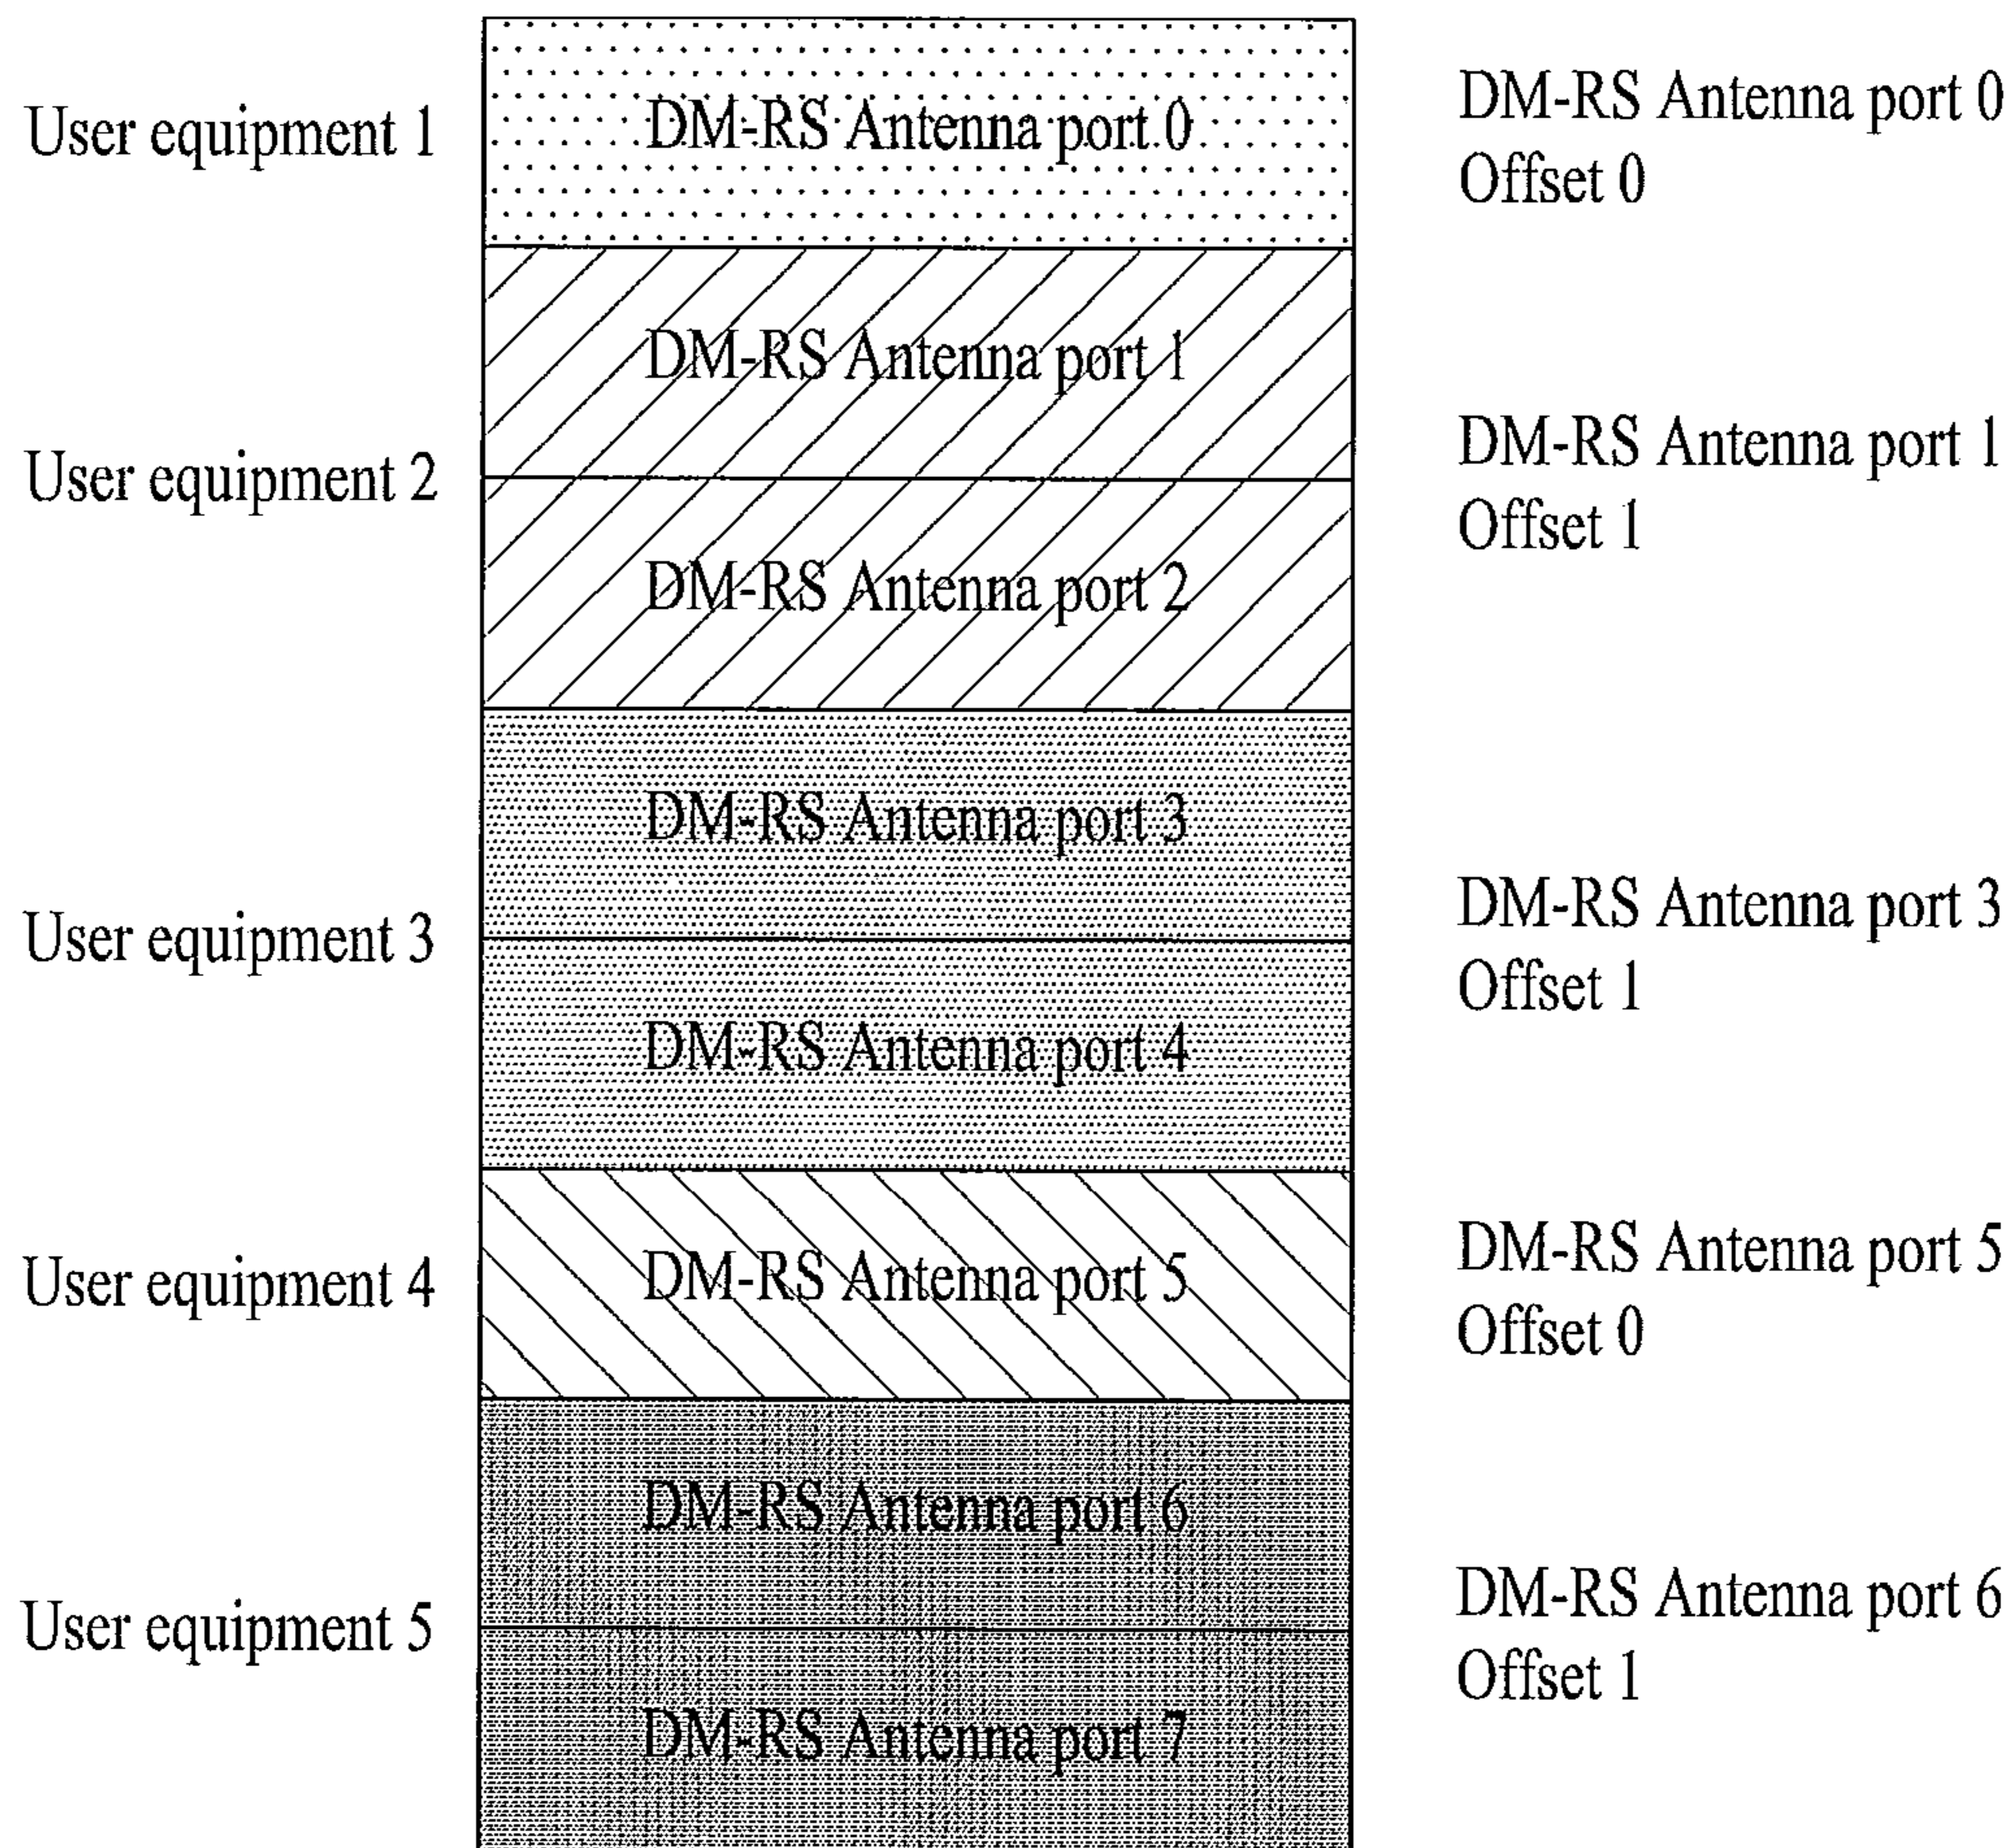 User equipment 1
DM-RS Antenna port 0
DM-RS Antenna port 0
Offset 0
User equipment 2
DM-RS Antenna port 1
DM-RS Antenna port 2
DM-RS Antenna port 1
Offset 1
User equipment 3
DM-RS Antenna port 3
DM-RS Antenna port 4
DM-RS Antenna port 3
Offset 1
User equipment 4
DM-RS Antenna port 5
DM-RS Antenna port 5
Offset 0
User equipment 5
DM-RS Antenna port 6
DM-RS Antenna port 7
DM-RS Antenna port 6
Offset 1